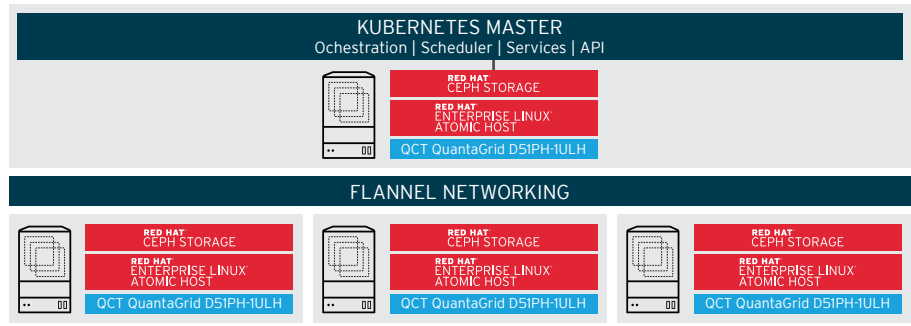 KUBERNETES MASTER
Ochestration | Scheduler | Services | API
RED HAT
CEPH STORAGE
RED HAT
ENTERPRISE LINUX
ATOMIC HOST
QCT QuantaGrid D51PH-1ULH
FLANNEL NETWORKING
RED HAT
CEPH STORAGE
RED HAT
ENTERPRISE LINUX
ATOMIC HOST
QCT QuantaGrid D51PH-1ULH
RED HAT
CEPH STORAGE
RED HAT
ENTERPRISE LINUX
ATOMIC HOST
QCT QuantaGrid D51PH-1ULH
RED HAT
CEPH STORAGE
RED HAT
ENTERPRISE LINUX
ATOMIC HOST
QCT QuantaGrid D51PH-1ULH